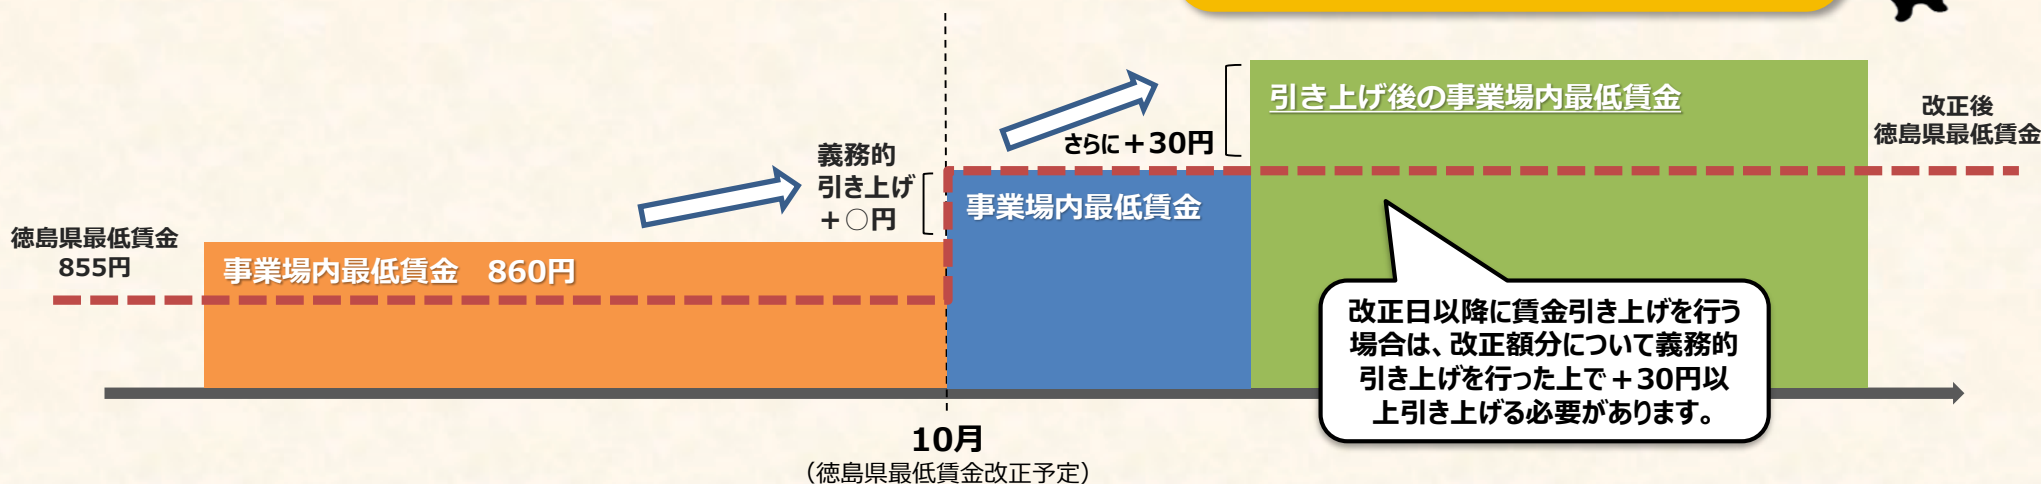 徳島県最低賃金
855円
事業場内最低賃金　860円
義務的
引き上げ
＋○円
事業場内最低賃金
さらに＋30円
引き上げ後の事業場内最低賃金
改正後
徳島県最低賃金
改正日以降に賃金引き上げを行う
場合は、改正額分について義務的
引き上げを行った上で＋30円以
上引き上げる必要があります。
10月
（徳島県最低賃金改正予定）